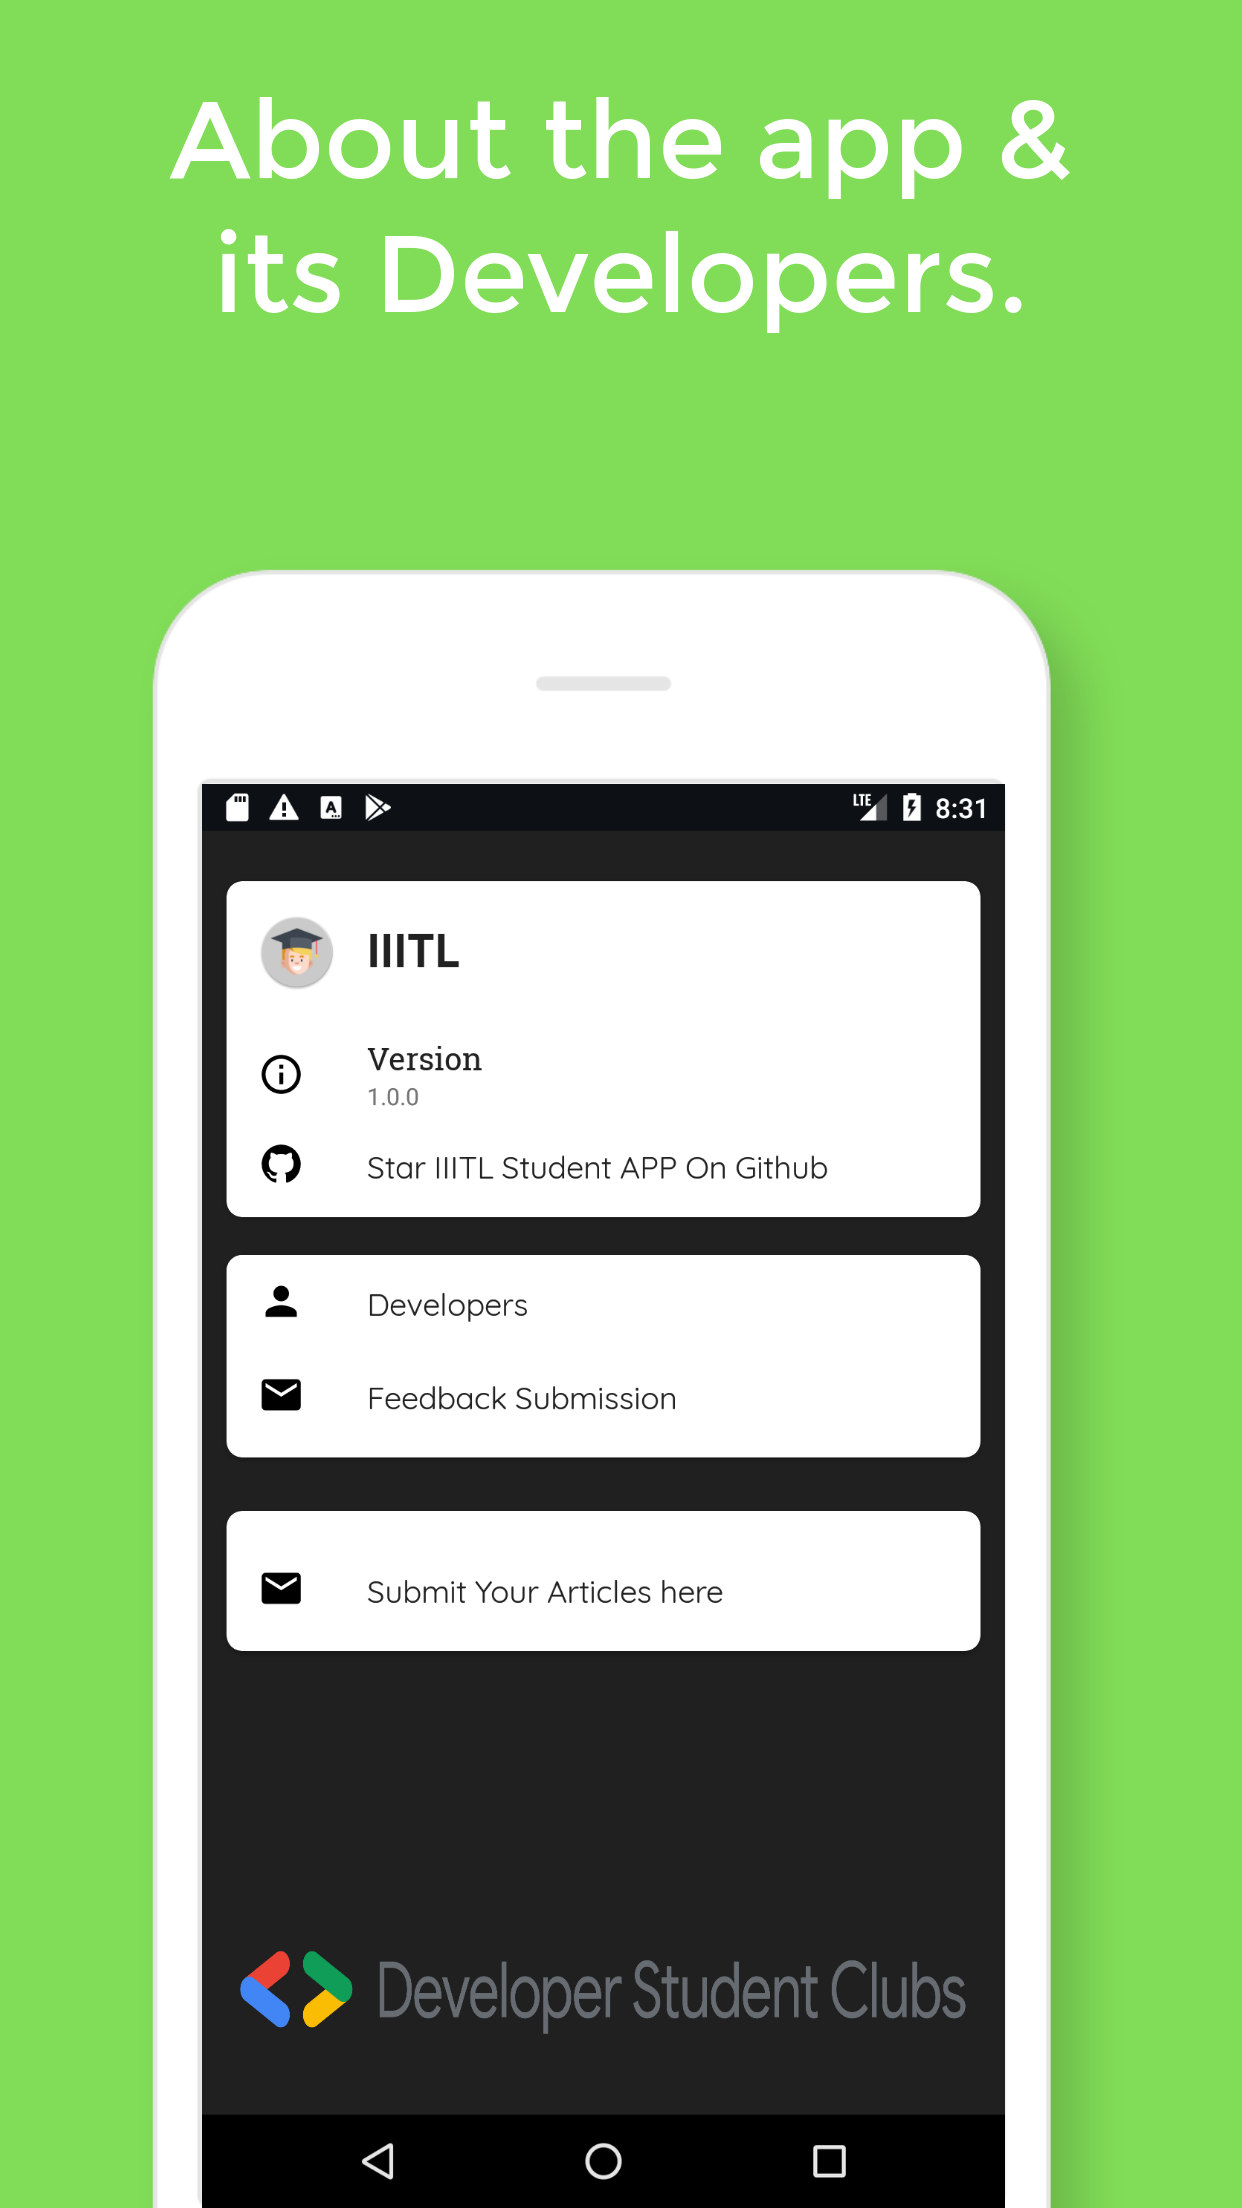 About the app &
its Developers.
LTE 8:31
IIITL
Version
1.0.0
Star IIITL Student APP On Github
Developers
Feedback Submission
Submit Your Articles here
Developer Student Clubs